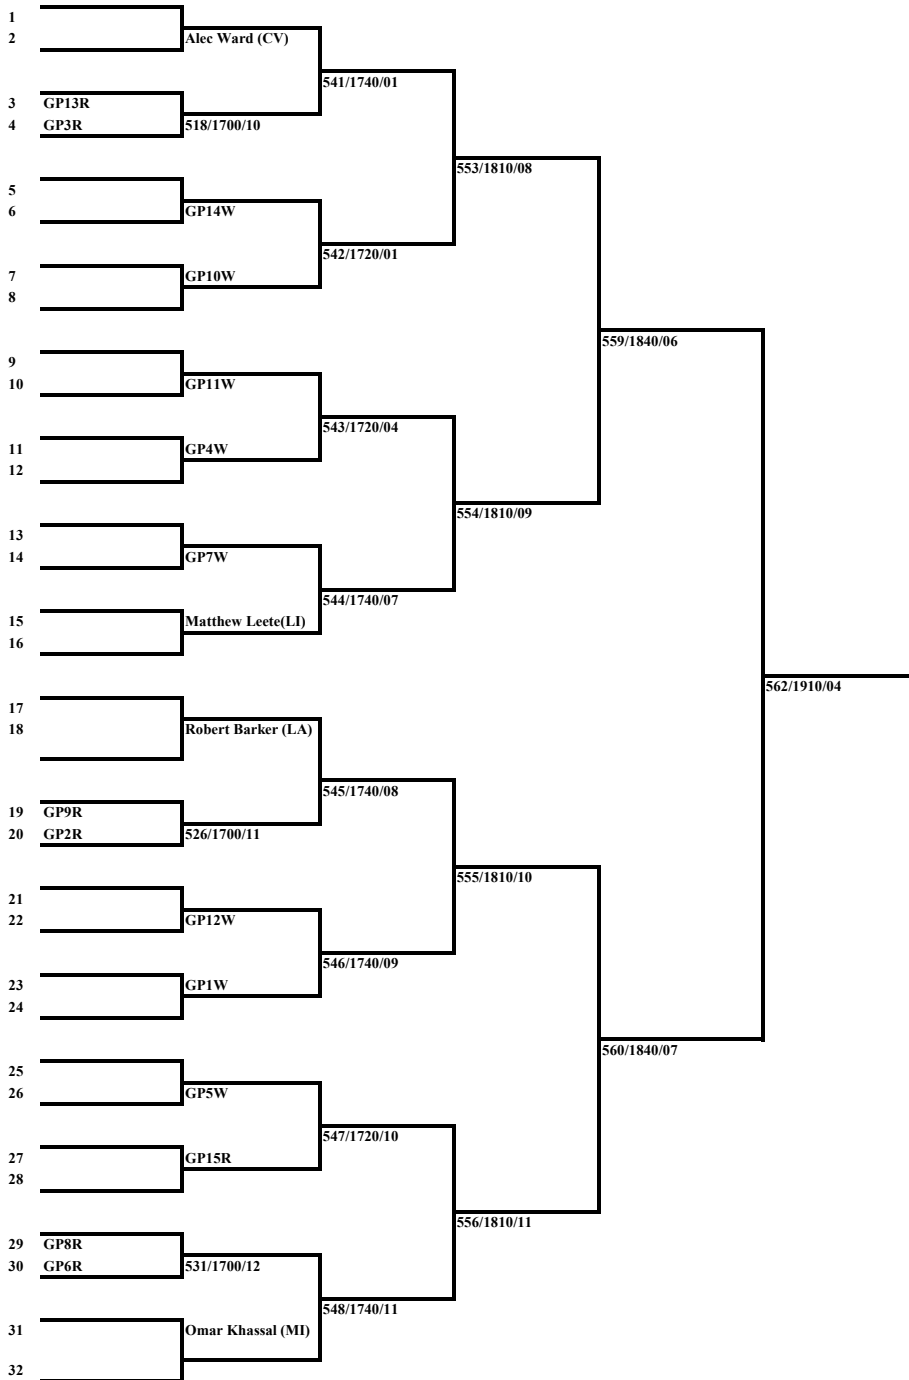 1
2 Alec Ward (CV)
541/1740/01
3 GP13R
4 GP3R 518/1700/10
553/1810/08
5
6 GP14W
542/1720/01
7 GP10W
8
559/1840/06
9
10 GP11W
543/1720/04
11 GP4W
12
554/1810/09
13
14 GP7W
544/1740/07
15 Matthew Leete(LI)
16
562/1910/04
17
18 Robert Barker (LA)
545/1740/08
19 GP9R
20 GP2R 526/1700/11
555/1810/10
21
22 GP12W
546/1740/09
23 GP1W
24
560/1840/07
25
26 GP5W
547/1720/10
27 GP15R
28
556/1810/11
29 GP8R
30 GP6R 531/1700/12
548/1740/11
31 Omar Khassal (MI)
32